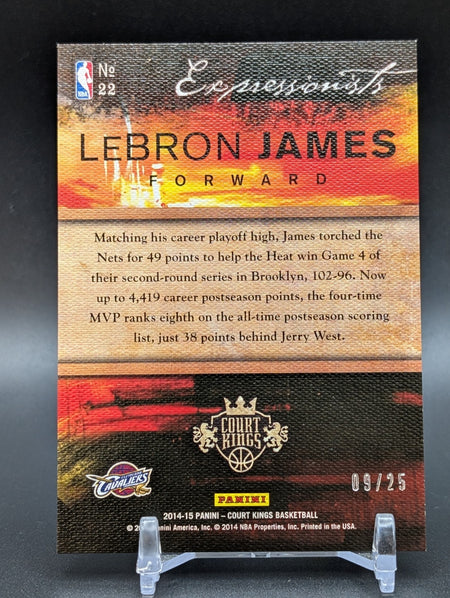 NBA
Nº
22
Expressionists
LEBRON JAMES
FORWARD
Matching his career playoff high, James torched the
Nets for 49 points to help the Heat win Game 4 of
their second-round series in Brooklyn, 102-96. Now
up to 4,419 career postseason points, the four-time
MVP ranks eighth on the all-time postseason scoring
list, just 38 points behind Jerry West.
COURT
KINGS
CAVALIERS
09/25
PANINI
2014-15 PANINI – COURT KINGS BASKETBALL
© Panini America, Inc. © 2014 NBA Properties, Inc. Printed in the USA.